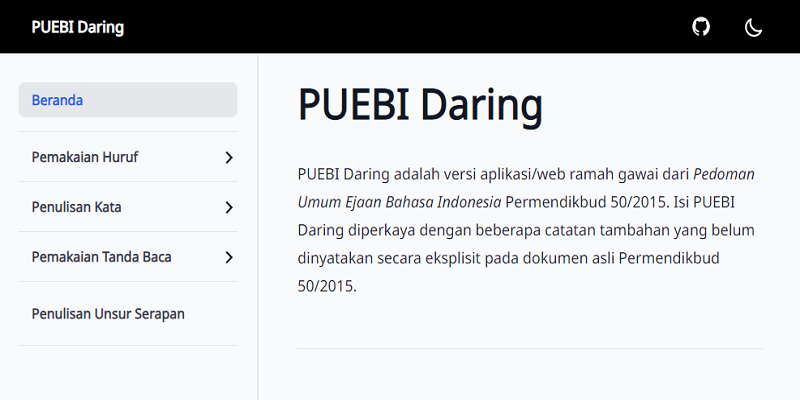 PUEBI Daring
Beranda
Pemakaian Huruf
Penulisan Kata
Pemakaian Tanda Baca
Penulisan Unsur Serapan
PUEBI Daring
PUEBI Daring adalah versi aplikasi/web ramah gawai dari Pedoman
Umum Ejaan Bahasa Indonesia Permendikbud 50/2015. Isi PUEBI
Daring diperkaya dengan beberapa catatan tambahan yang belum
dinyatakan secara eksplisit pada dokumen asli Permendikbud
50/2015.